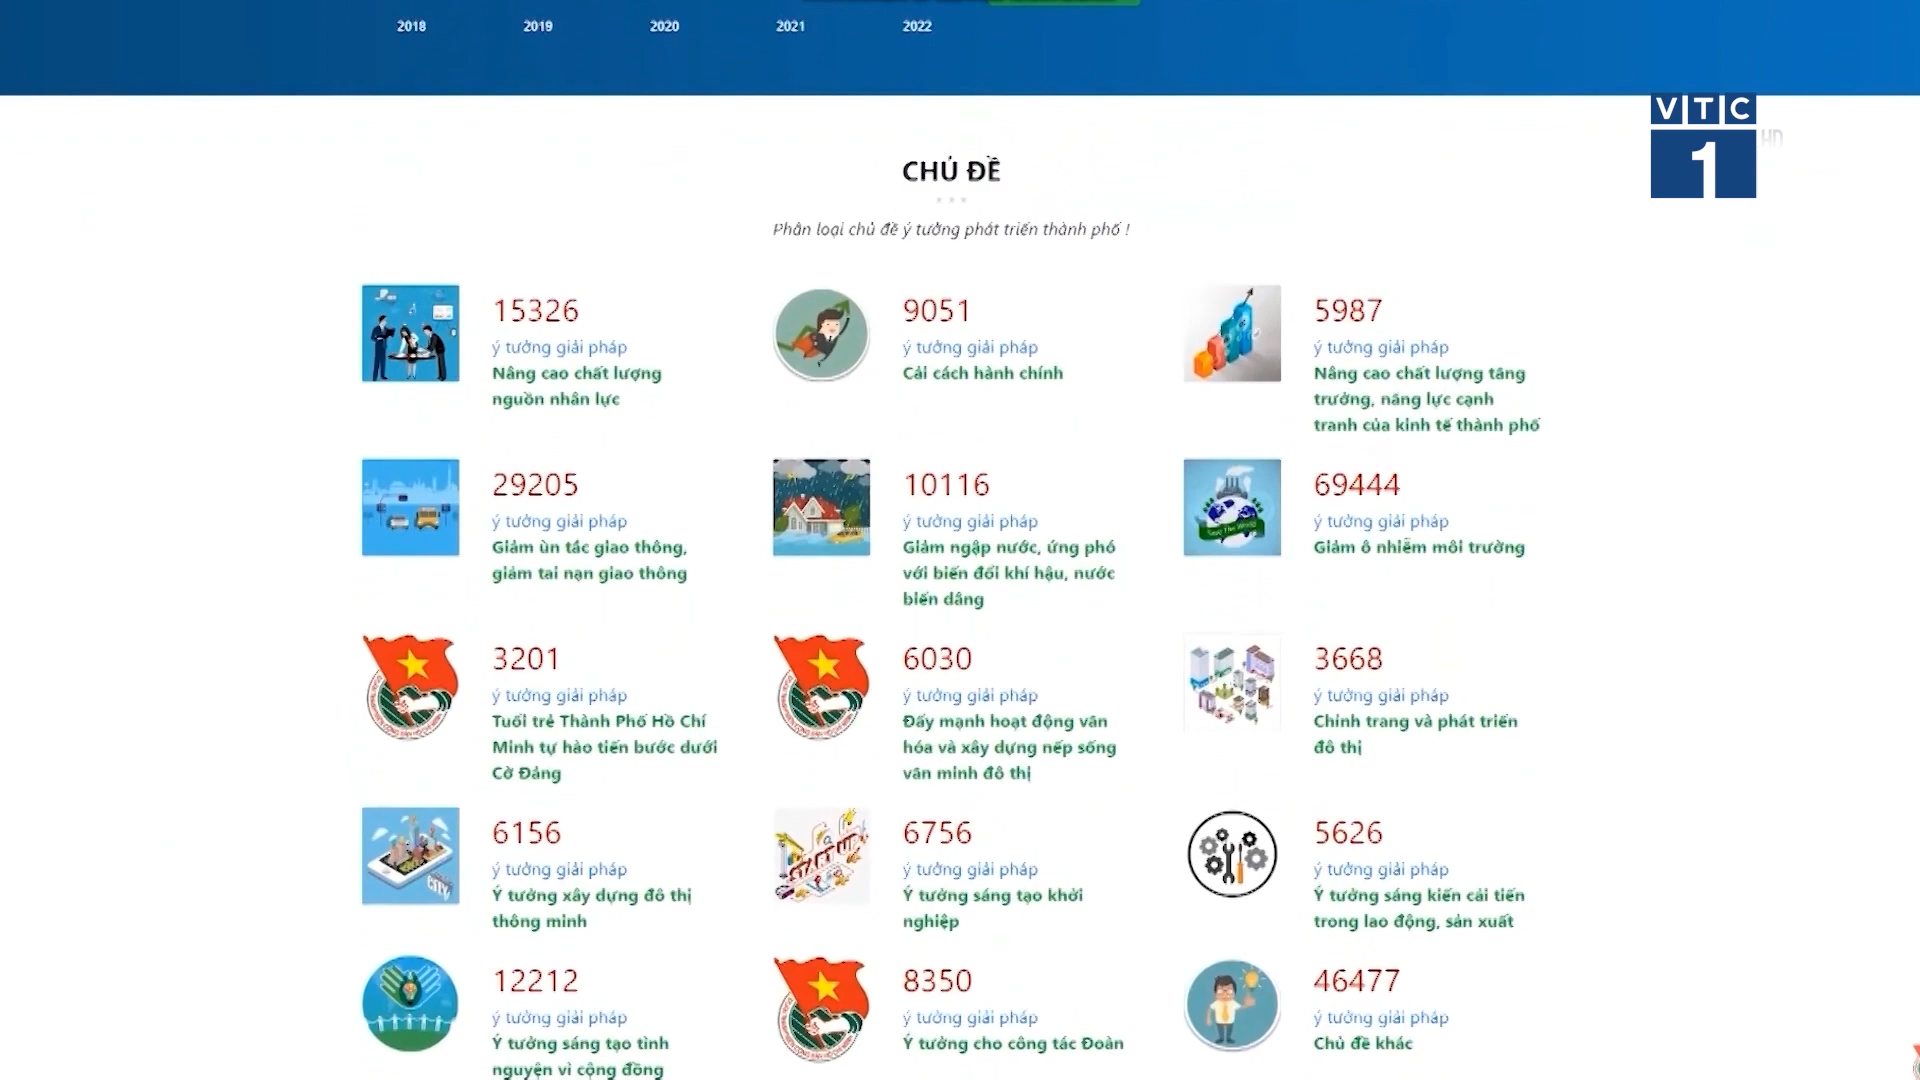 2018 2019 2020 2021 2022
VTC
1
HD
CHỦ ĐỀ
Phân loại chủ đề ý tưởng phát triển thành phố !
15326
ý tưởng giải pháp
Nâng cao chất lượng
nguồn nhân lực
9051
ý tưởng giải pháp
Cải cách hành chính
5987
ý tưởng giải pháp
Nâng cao chất lượng tăng
trưởng, năng lực cạnh
tranh của kinh tế thành phố
29205
ý tưởng giải pháp
Giảm ùn tắc giao thông,
giảm tai nạn giao thông
10116
ý tưởng giải pháp
Giảm ngập nước, ứng phó
với biến đổi khí hậu, nước
biển dâng
69444
ý tưởng giải pháp
Giảm ô nhiễm môi trường
3201
ý tưởng giải pháp
Tuổi trẻ Thành Phố Hồ Chí
Minh tự hào tiến bước dưới
Cờ Đảng
6030
ý tưởng giải pháp
Đẩy mạnh hoạt động văn
hóa và xây dựng nếp sống
văn minh đô thị
3668
ý tưởng giải pháp
Chỉnh trang và phát triển
đô thị
6156
ý tưởng giải pháp
Ý tưởng xây dựng đô thị
thông minh
CITY
6756
ý tưởng giải pháp
Ý tưởng sáng tạo khởi
nghiệp
START UP
5626
ý tưởng giải pháp
Ý tưởng sáng kiến cải tiến
trong lao động, sản xuất
12212
ý tưởng giải pháp
Ý tưởng sáng tạo tình
nguyện vì cộng đồng
8350
ý tưởng giải pháp
Ý tưởng cho công tác Đoàn
46477
ý tưởng giải pháp
Chủ đề khác